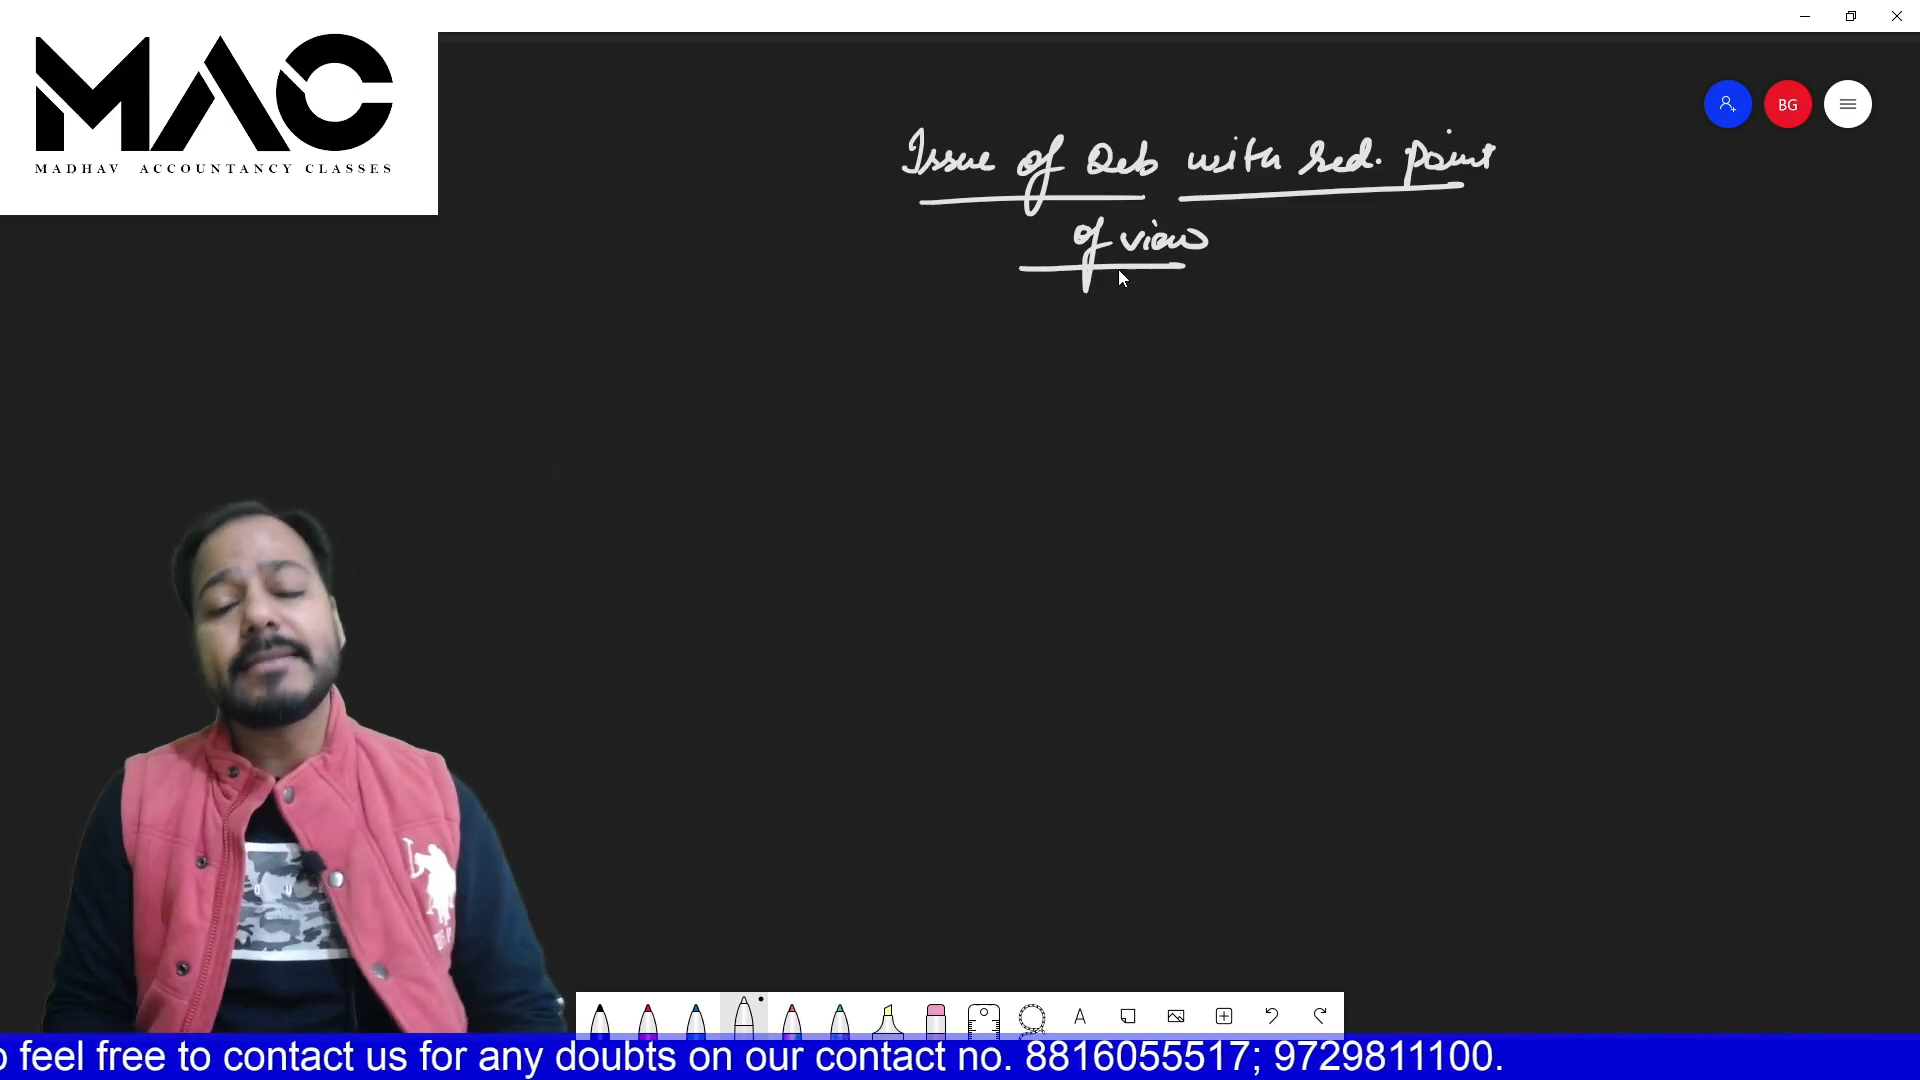 MAC
MADHAV ACCOUNTANCY CLASSES
BG
Issue of Deb with red. point
of view
A
o feel free to contact us for any doubts on our contact no. 8816055517; 9729811100.